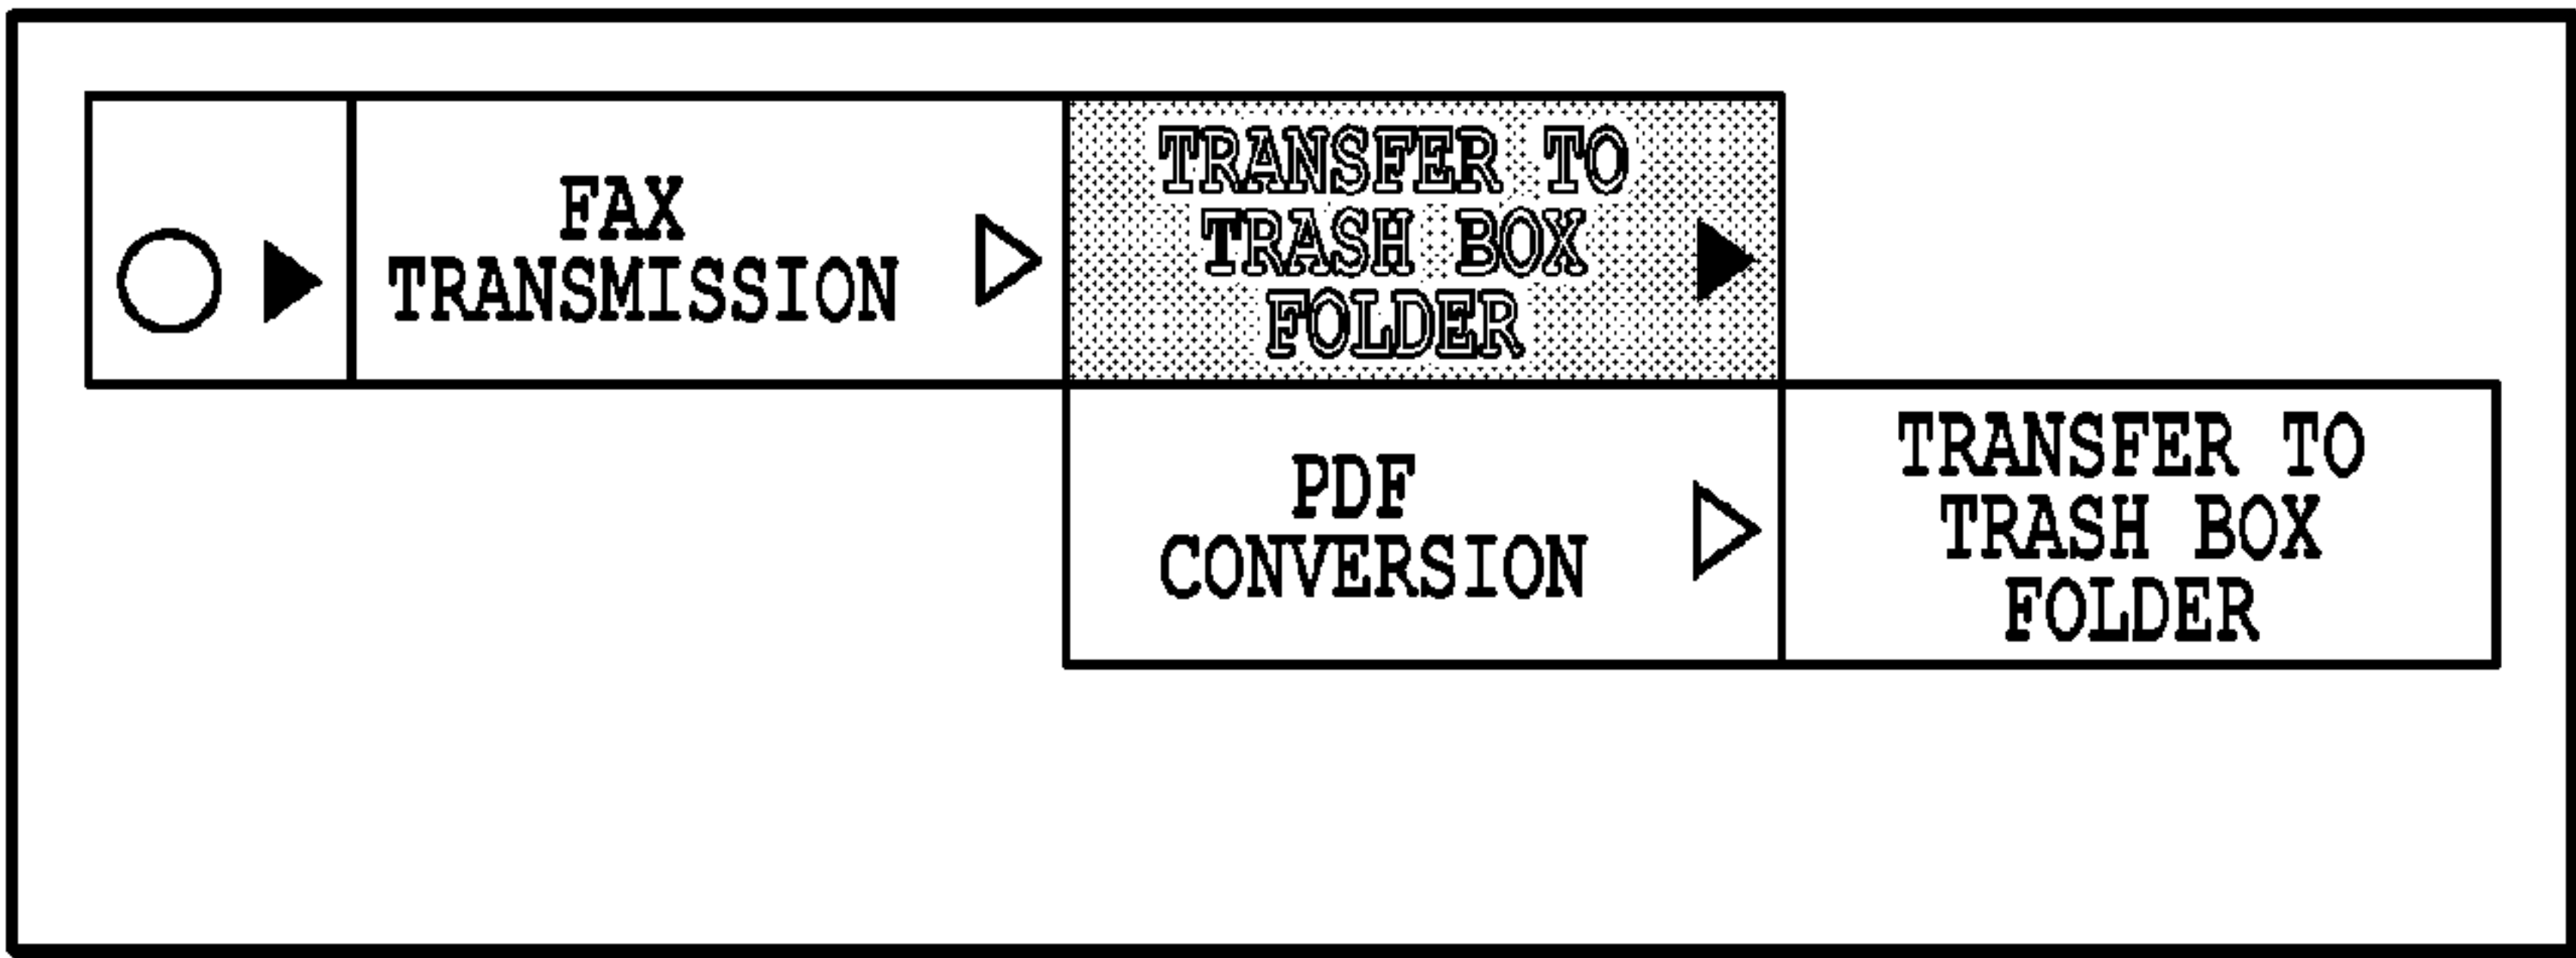 FAX
TRANSMISSION
TRANSFER TO
TRASH BOX
FOLDER
PDF
CONVERSION
TRANSFER TO
TRASH BOX
FOLDER